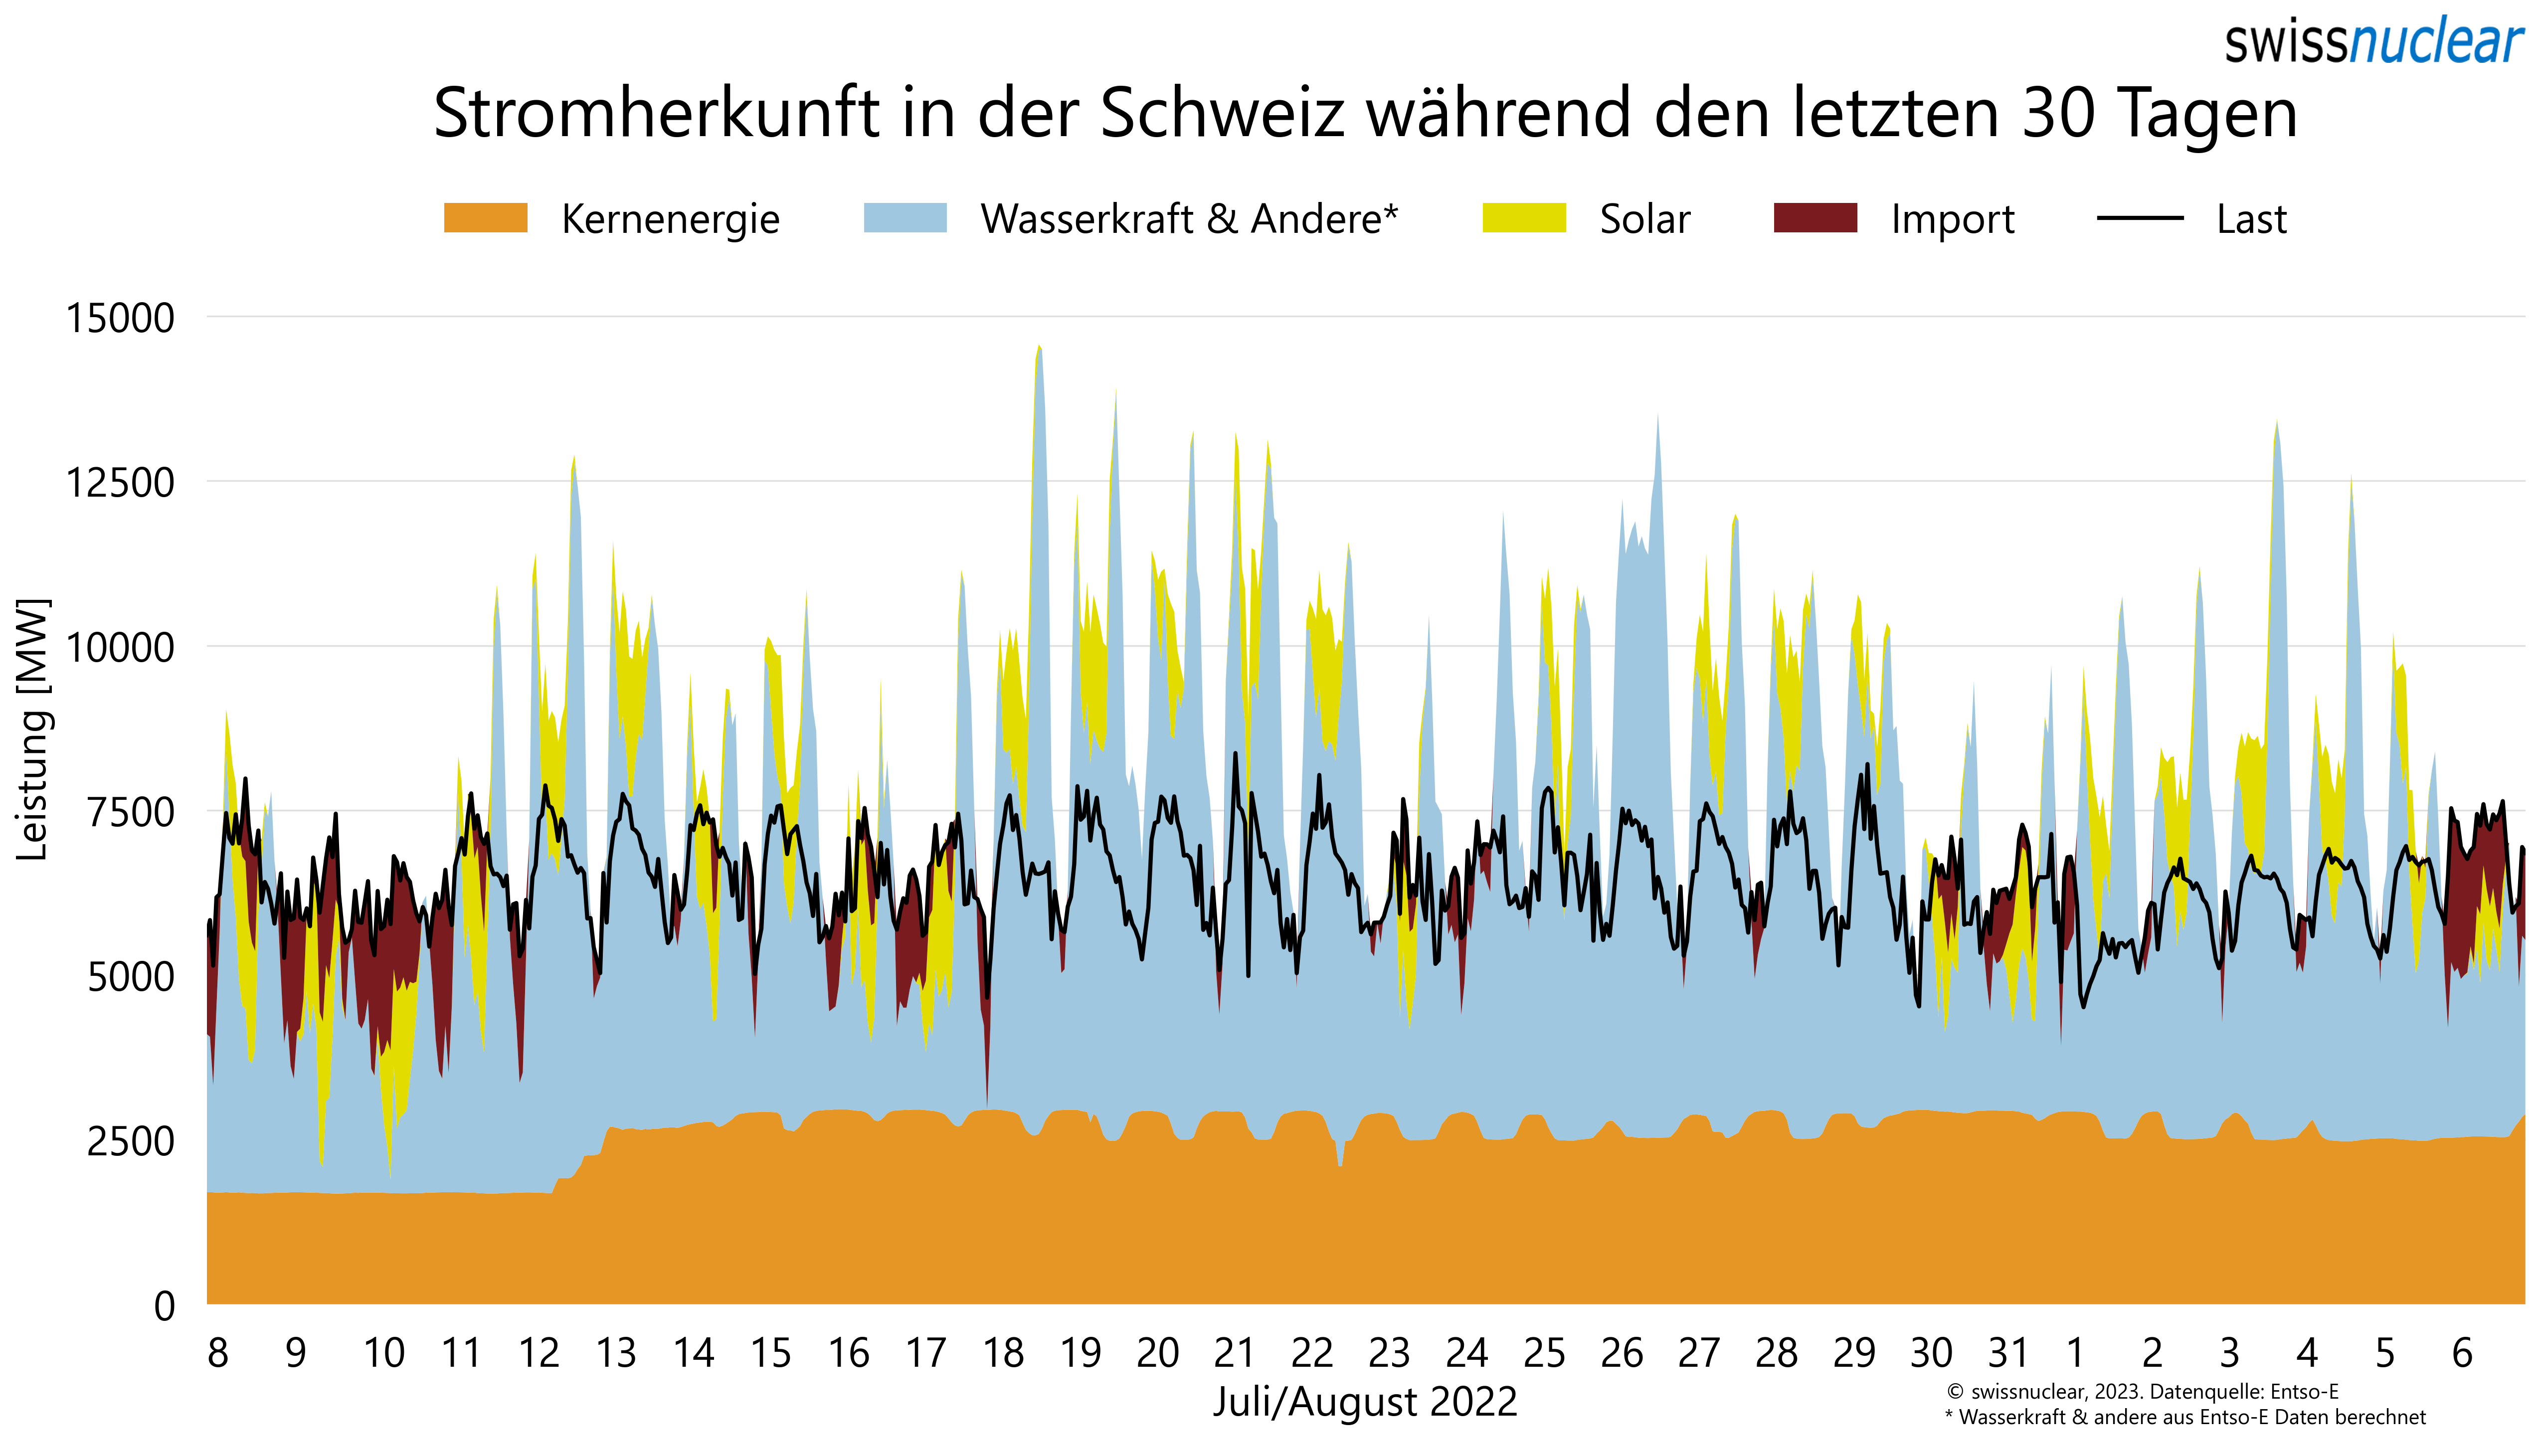 swissnuclear
Stromherkunft in der Schweiz während den letzten 30 Tagen
Kernenergie Wasserkraft & Andere* Solar Import Last
15000
12500
10000
7500
5000
2500
0
Leistung [MW]
8 9 10 11 12 13 14 15 16 17 18 19 20 21 22 23 24 25 26 27 28 29 30 31 1 2 3 4 5 6
Juli/August 2022
© swissnuclear, 2023. Datenquelle: Entso-E
* Wasserkraft & andere aus Entso-E Daten berechnet